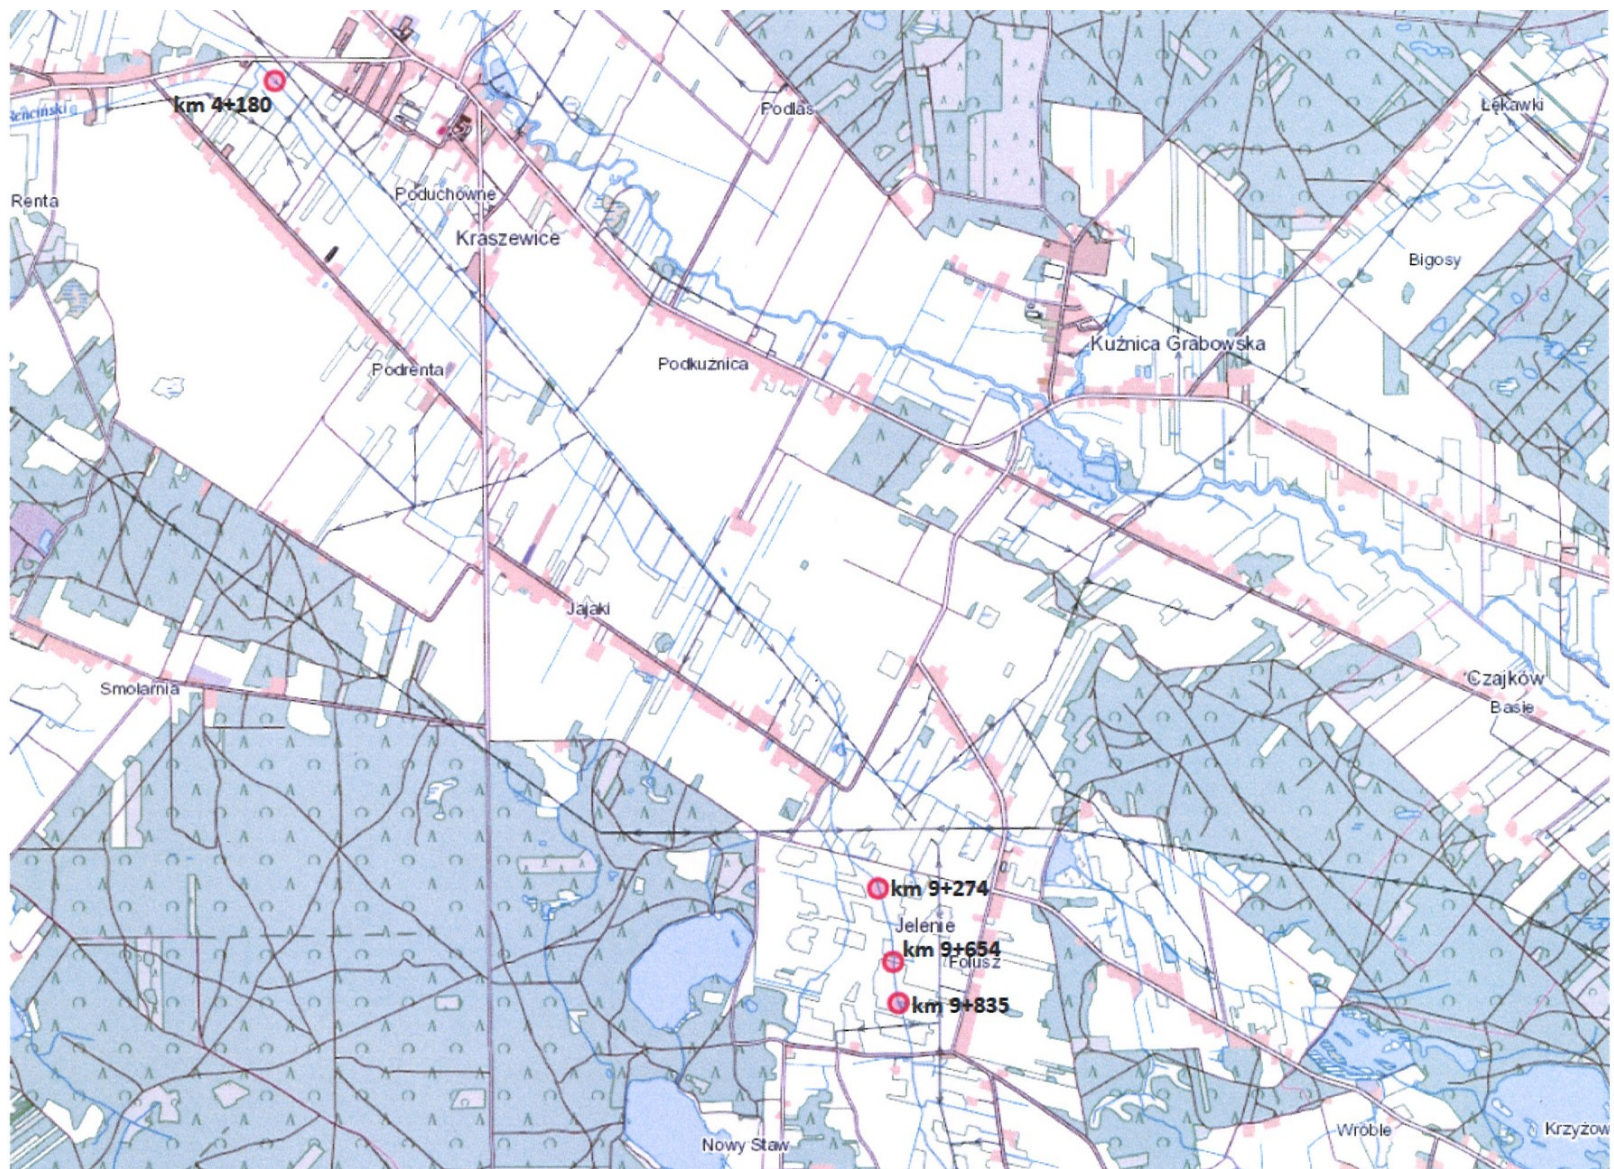 km 4+180
Podlas
Łękawki
Renta
Poduchowne
Kraszewice
Bigosy
Kuźnica Grabowska
Podkuźnica
Podrenta
Jajaki
Smolarnia
Czajków
Basie
km 9+274
Jelenie
km 9+654
Folusz
km 9+835
Wróble
Krzyżow
Nowy Staw